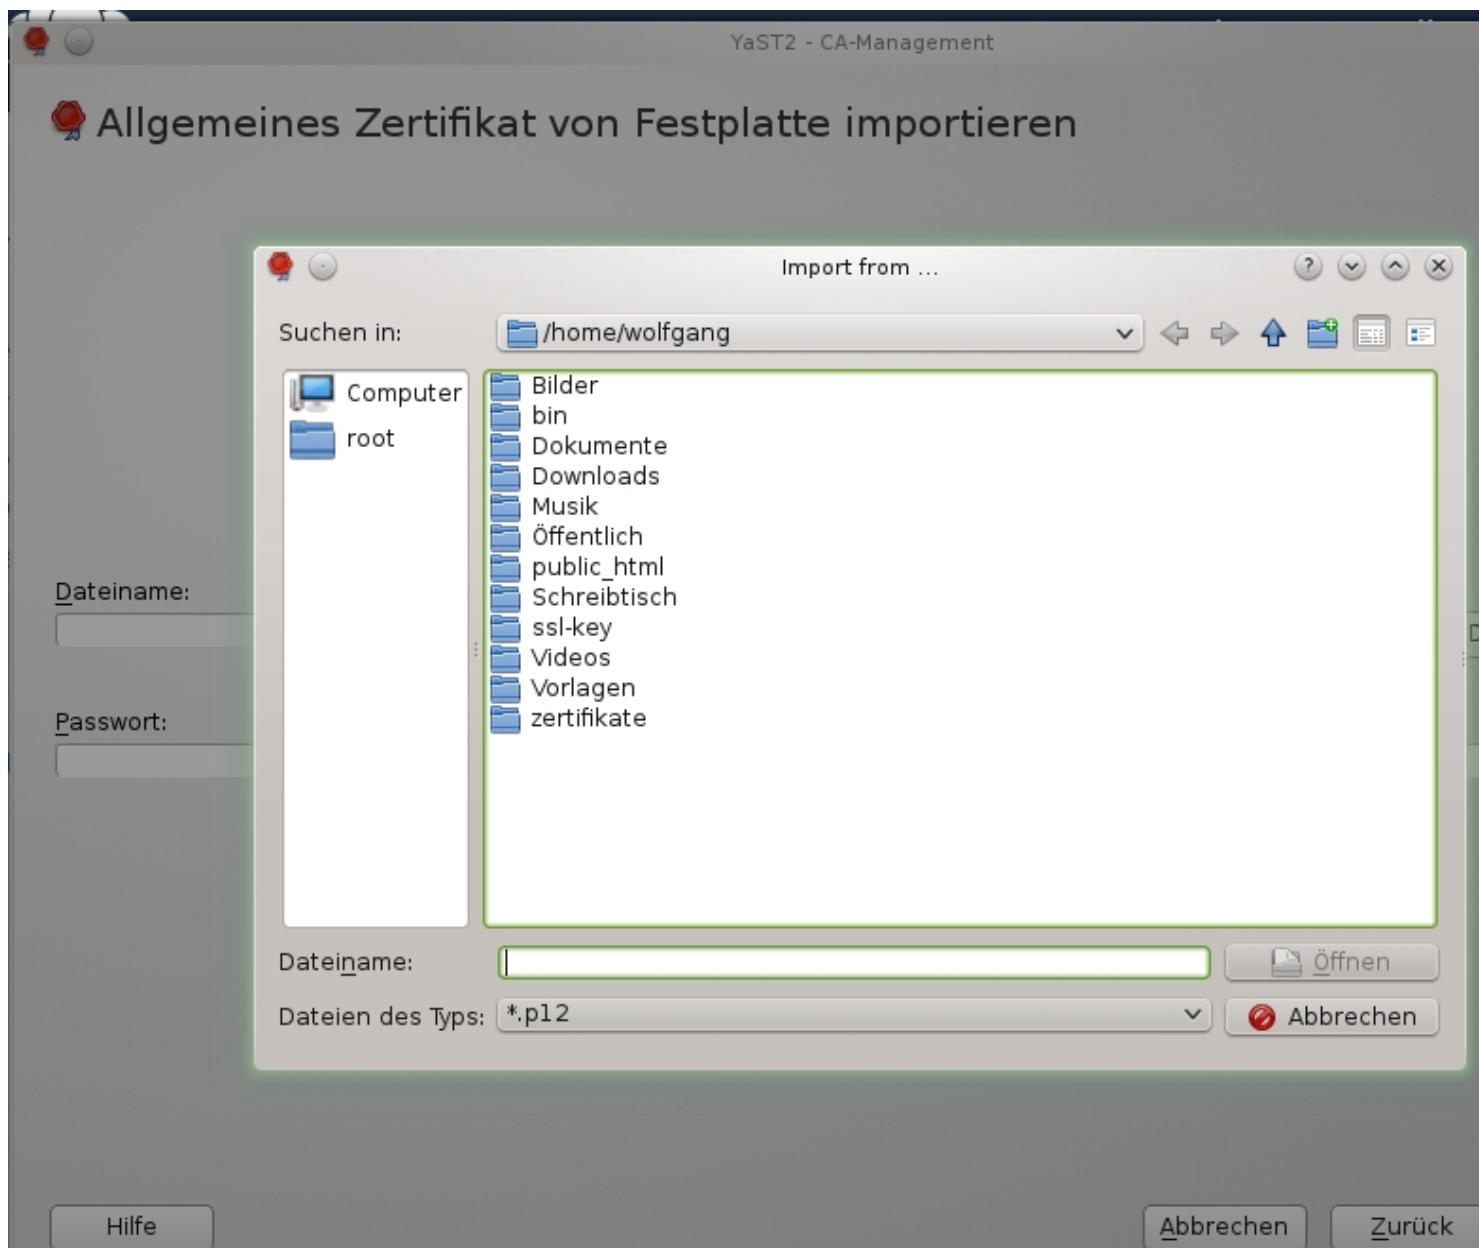 YaST2 - CA-Management
Allgemeines Zertifikat von Festplatte importieren
Import from ...
Suchen in:
/home/wolfgang
Computer
root
Bilder
bin
Dokumente
Downloads
Musik
Öffentlich
public_html
Schreibtisch
ssl-key
Videos
Vorlagen
zertifikate
Dateiname:
Passwort:
Dateiname:
Öffnen
Dateien des Typs:
*.p12
Abbrechen
Hilfe
Abbrechen
Zurück